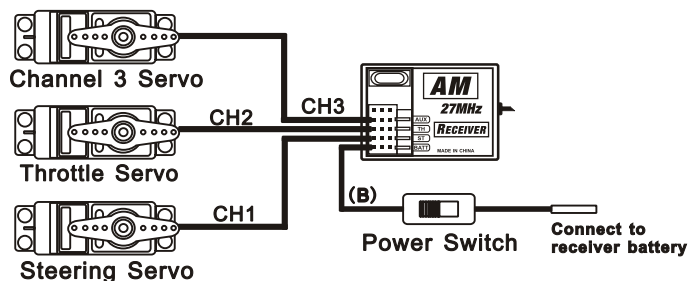 Channel 3 Servo
CH3
AM
27MHz
RECEIVER
MADE IN CHINA
AUX
TH
ST
BATT
CH2
Throttle Servo
CH1
(B)
Power Switch
Connect to
receiver battery
Steering Servo